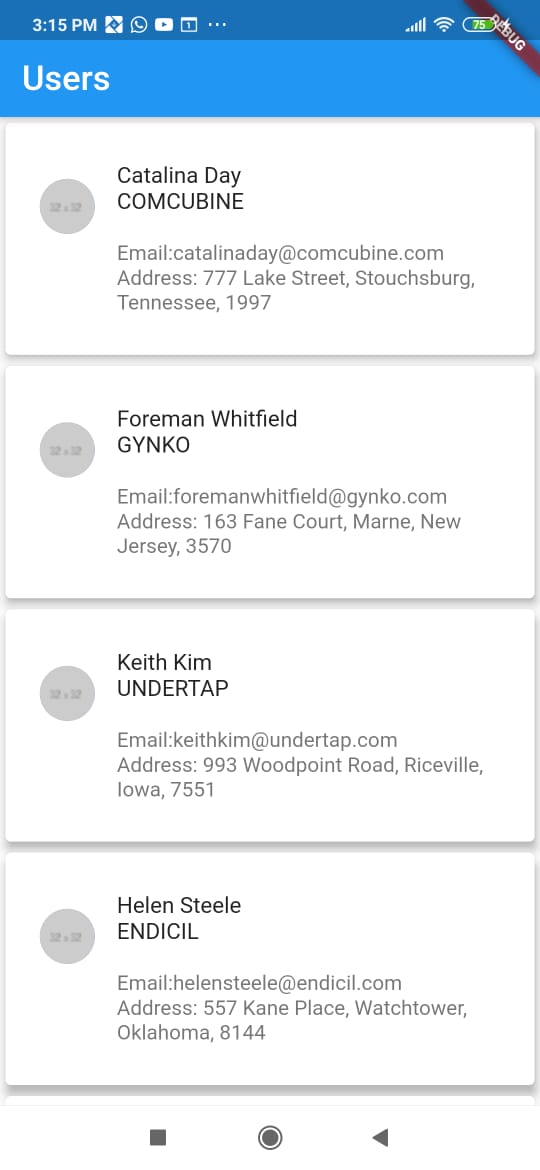 3:15 PM
75
DEBUG
Users
Catalina Day
COMCUBINE
32 x 32
Email:catalinaday@comcubine.com
Address: 777 Lake Street, Stouchsburg,
Tennessee, 1997
Foreman Whitfield
GYNKO
32 x 32
Email:foremanwhitfield@gynko.com
Address: 163 Fane Court, Marne, New
Jersey, 3570
Keith Kim
UNDERTAP
32 x 32
Email:keithkim@undertap.com
Address: 993 Woodpoint Road, Riceville,
Iowa, 7551
Helen Steele
ENDICIL
32 x 32
Email:helensteele@endicil.com
Address: 557 Kane Place, Watchtower,
Oklahoma, 8144